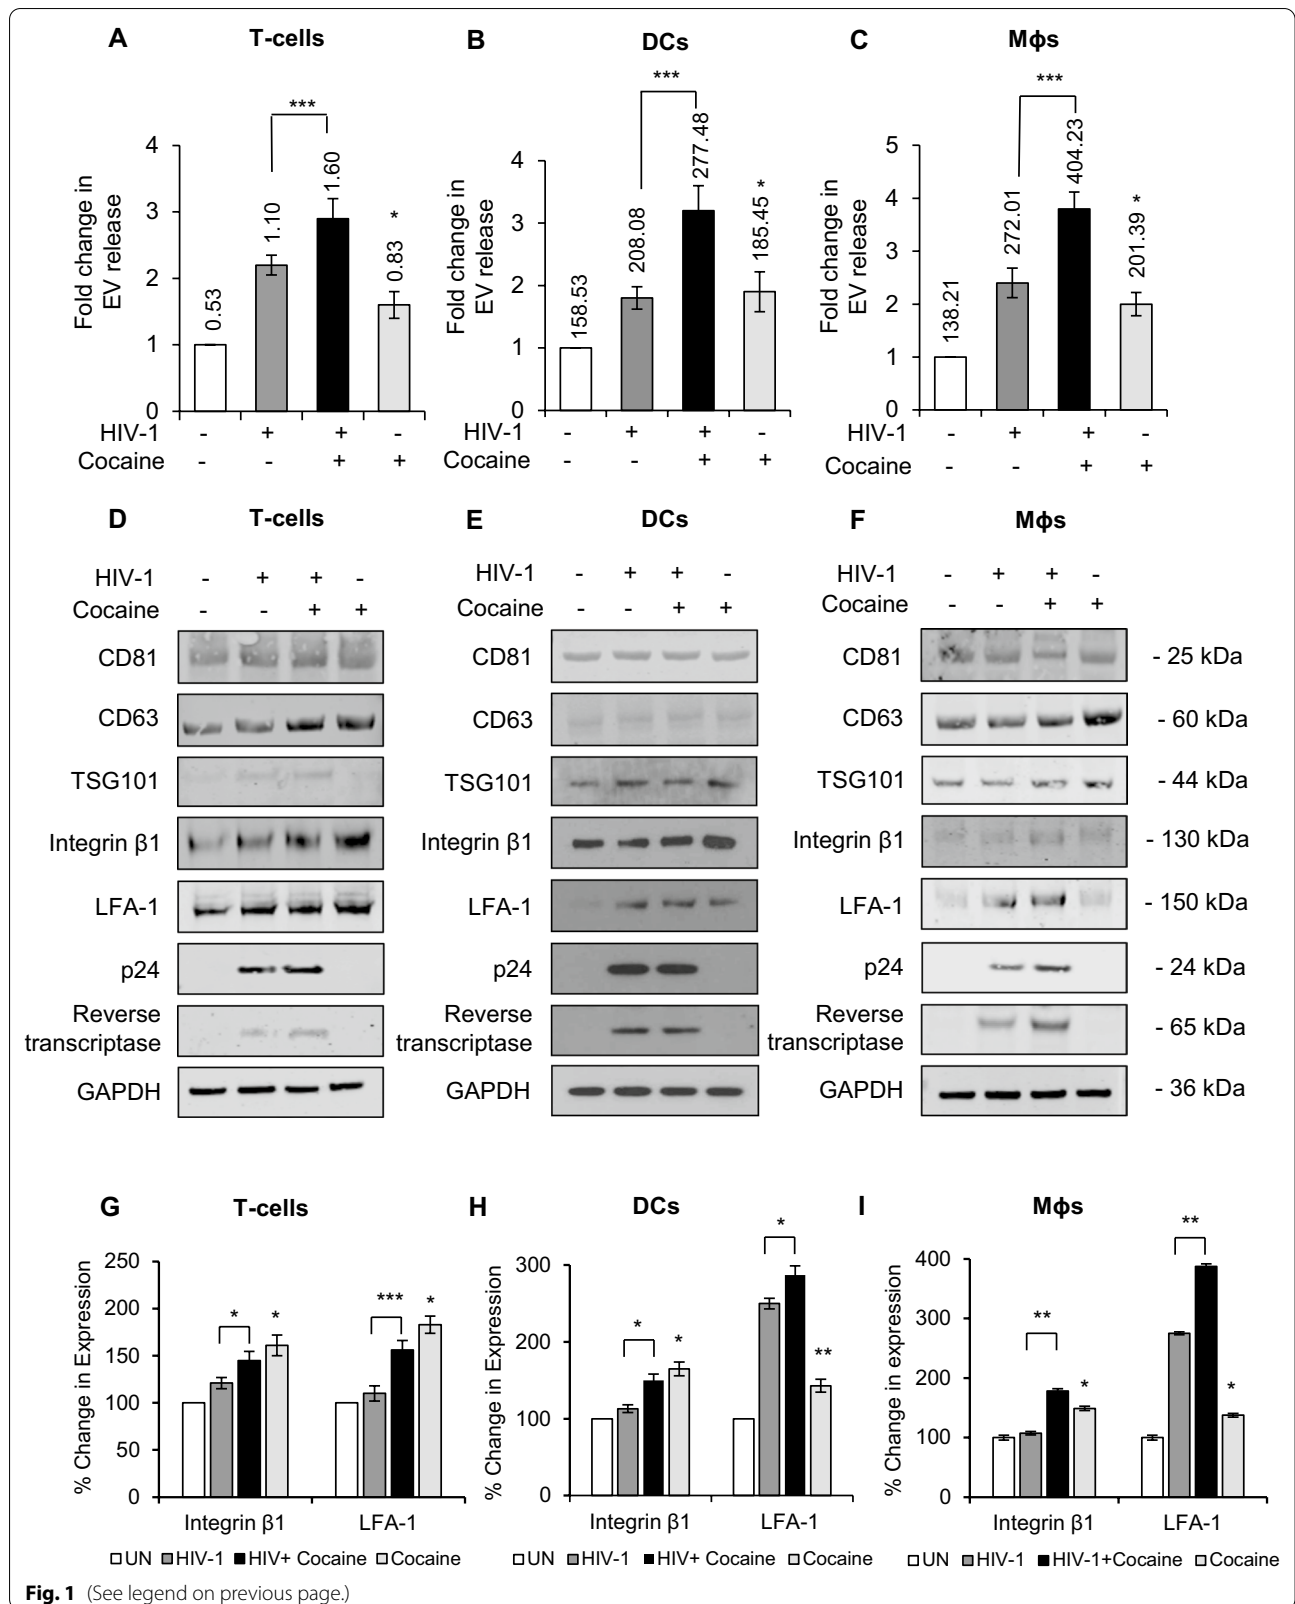 A T-cells B DCs C Mϕs
*** *** ***
Fold change in EV release
4
3
2
1
0
0.53 1.10 1.60 0.83 *
HIV-1 - + + -
Cocaine - - + +
Fold change in EV release
4
3
2
1
0
158.53 208.08 277.48 185.45 *
HIV-1 - + + -
Cocaine - - + +
Fold change in EV release
5
4
3
2
1
0
138.21 272.01 404.23 201.39 *
HIV-1 - + + -
Cocaine - - + +
D T-cells
HIV-1 - + + -
Cocaine - - + +
CD81
CD63
TSG101
Integrin β1
LFA-1
p24
Reverse
transcriptase
GAPDH
E DCs
HIV-1 - + + -
Cocaine - - + +
CD81
CD63
TSG101
Integrin β1
LFA-1
p24
Reverse
transcriptase
GAPDH
F Mϕs
HIV-1 - + + -
Cocaine - - + +
CD81 - 25 kDa
CD63 - 60 kDa
TSG101 - 44 kDa
Integrin β1 - 130 kDa
LFA-1 - 150 kDa
p24 - 24 kDa
Reverse
transcriptase - 65 kDa
GAPDH - 36 kDa
G T-cells
% Change in Expression
250
200
150
100
50
0
* * *** *
Integrin β1 LFA-1
UN HIV-1 HIV+ Cocaine Cocaine
H DCs
% Change in Expression
300
200
100
0
* * * **
Integrin β1 LFA-1
UN HIV-1 HIV+ Cocaine Cocaine
I Mϕs
% Change in expression
400
300
200
100
0
** * ** *
Integrin β1 LFA-1
UN HIV-1 HIV-1+Cocaine Cocaine
Fig. 1 (See legend on previous page.)